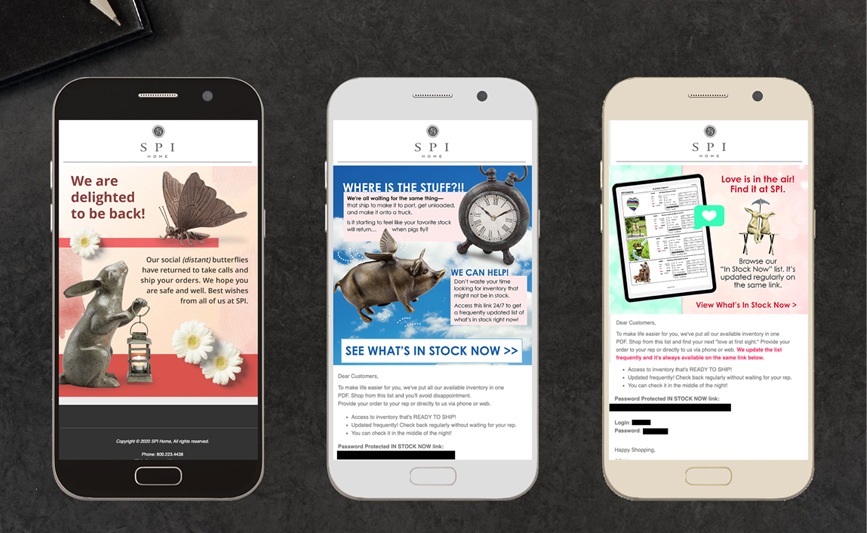 SPI
HOME
We are
delighted
to be back!
Our social (distant) butterflies
have returned to take calls and
ship your orders. We hope you
are safe and well. Best wishes
from all of us at SPI.
Copyright © 2020 SPI Home, All rights reserved.
Phone: 800.223.4438
SPI
HOME
WHERE IS THE STUFF?!!
We're all waiting for the same thing—
that ship to make it to port, get unloaded,
and make it onto a truck.
Is it starting to feel like your favorite stock
will return... when pigs fly?
WE CAN HELP!
Don't waste your time
looking for inventory that
might not be in stock.
Access this link 24/7 to get
a frequently updated list of
what's in stock right now!
SEE WHAT'S IN STOCK NOW >>
Dear Customers,
To make life easier for you, we've put all our available inventory in one
PDF. Shop from this list and you'll avoid disappointment.
Provide your order to your rep or directly to us via phone or web.
• Access to inventory that's READY TO SHIP!
• Updated frequently! Check back regularly without waiting for your rep.
• You can check it in the middle of the night!
Password Protected IN STOCK NOW link:
SPI
HOME
Love is in the air!
Find it at SPI.
Browse our
"In Stock Now" list. It's
updated regularly on
the same link.
View What's In Stock Now >
Dear Customers,
To make life easier for you, we've put all our available inventory in one
PDF. Shop from this list and find your next "love at first sight." Provide your
order to your rep or directly to us via phone or web. We update the list
frequently and it's always available on the same link below.
• Access to inventory that's READY TO SHIP!
• Updated frequently! Check back regularly without waiting for your rep.
• You can check it in the middle of the night!
Password Protected IN STOCK NOW link:
Login:
Password:
Happy Shopping,